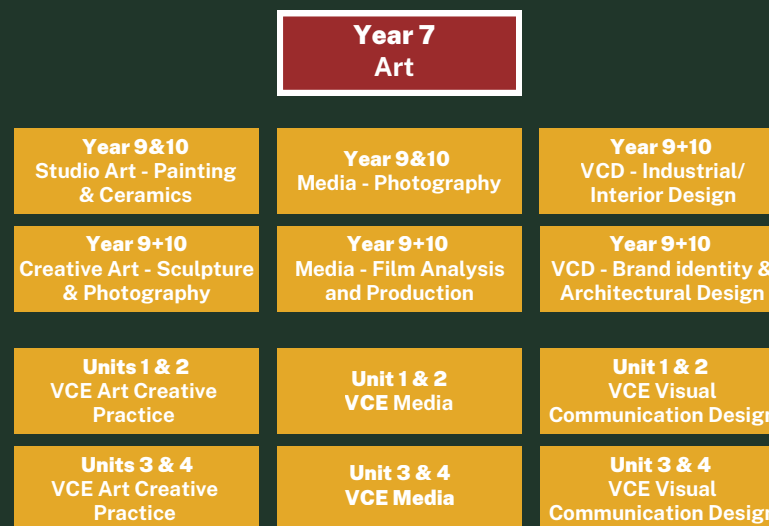 Year 7
Art
Year 9&10
Studio Art - Painting
& Ceramics
Year 9&10
Media - Photography
Year 9+10
VCD - Industrial/
Interior Design
Year 9+10
Creative Art - Sculpture
& Photography
Year 9+10
Media - Film Analysis
and Production
Year 9+10
VCD - Brand identity &
Architectural Design
Units 1 & 2
VCE Art Creative
Practice
Unit 1 & 2
VCE Media
Unit 1 & 2
VCE Visual
Communication Design
Units 3 & 4
VCE Art Creative
Practice
Unit 3 & 4
VCE Media
Unit 3 & 4
VCE Visual
Communication Design